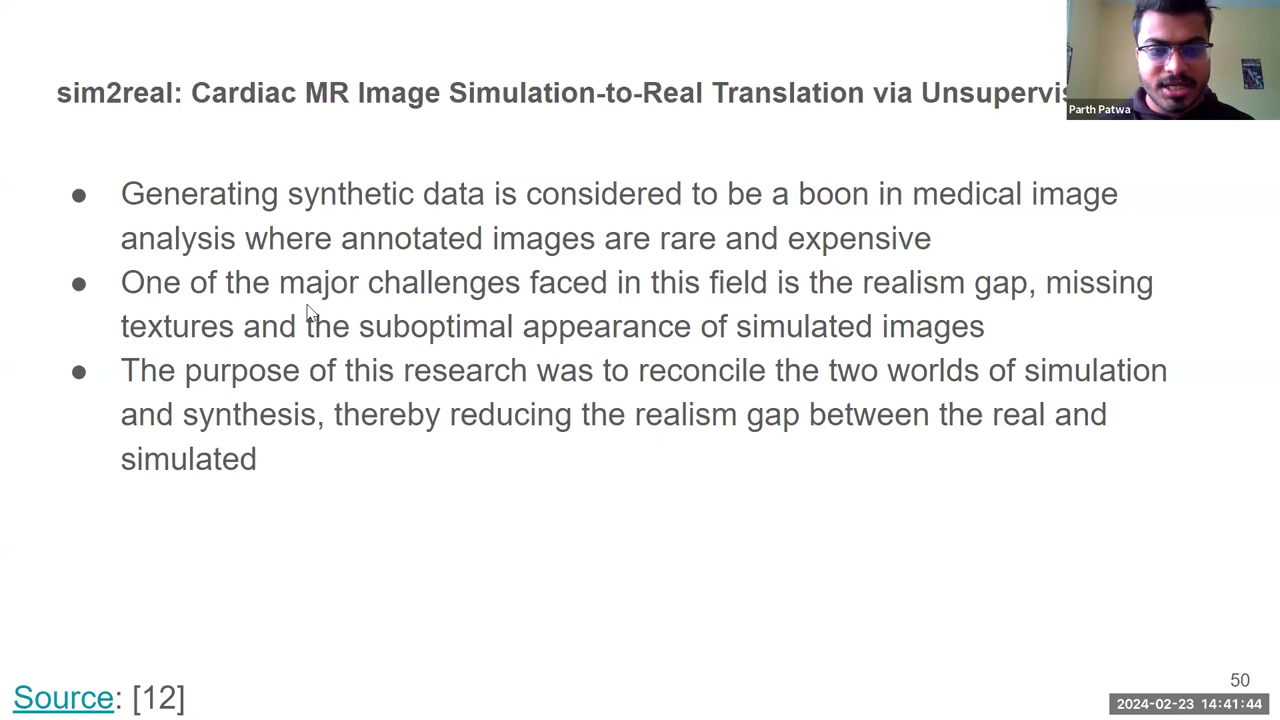 sim2real: Cardiac MR Image Simulation-to-Real Translation via
Parth Patwa
● Generating synthetic data is considered to be a boon in medical image
analysis where annotated images are rare and expensive
● One of the major challenges faced in this field is the realism gap, missing
textures and the suboptimal appearance of simulated images
● The purpose of this research was to reconcile the two worlds of simulation
and synthesis, thereby reducing the realism gap between the real and
simulated
50
Source: [12]
2024-02-23 14:41:44